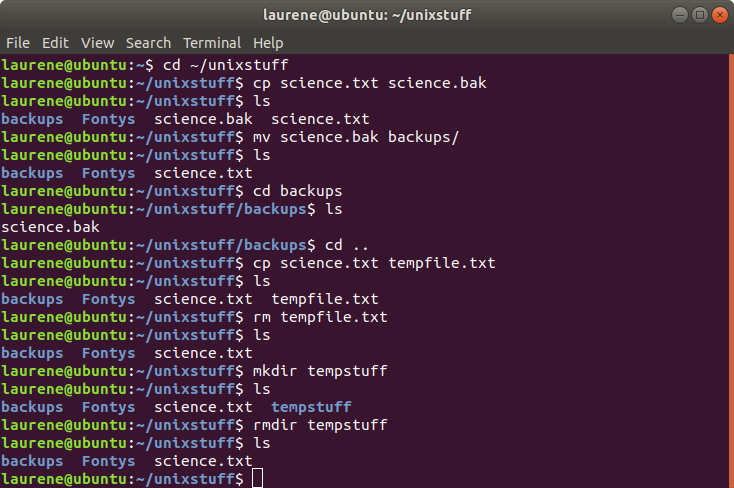 laurene@ubuntu: ~/unixstuff
File Edit View Search Terminal Help
laurene@ubuntu:~$ cd ~/unixstuff
laurene@ubuntu:~/unixstuff$ cp science.txt science.bak
laurene@ubuntu:~/unixstuff$ ls
backups  Fontys  science.bak  science.txt
laurene@ubuntu:~/unixstuff$ mv science.bak backups/
laurene@ubuntu:~/unixstuff$ ls
backups  Fontys  science.txt
laurene@ubuntu:~/unixstuff$ cd backups
laurene@ubuntu:~/unixstuff/backups$ ls
science.bak
laurene@ubuntu:~/unixstuff/backups$ cd ..
laurene@ubuntu:~/unixstuff$ cp science.txt tempfile.txt
laurene@ubuntu:~/unixstuff$ ls
backups  Fontys  science.txt  tempfile.txt
laurene@ubuntu:~/unixstuff$ rm tempfile.txt
laurene@ubuntu:~/unixstuff$ ls
backups  Fontys  science.txt
laurene@ubuntu:~/unixstuff$ mkdir tempstuff
laurene@ubuntu:~/unixstuff$ ls
backups  Fontys  science.txt  tempstuff
laurene@ubuntu:~/unixstuff$ rmdir tempstuff
laurene@ubuntu:~/unixstuff$ ls
backups  Fontys  science.txt
laurene@ubuntu:~/unixstuff$